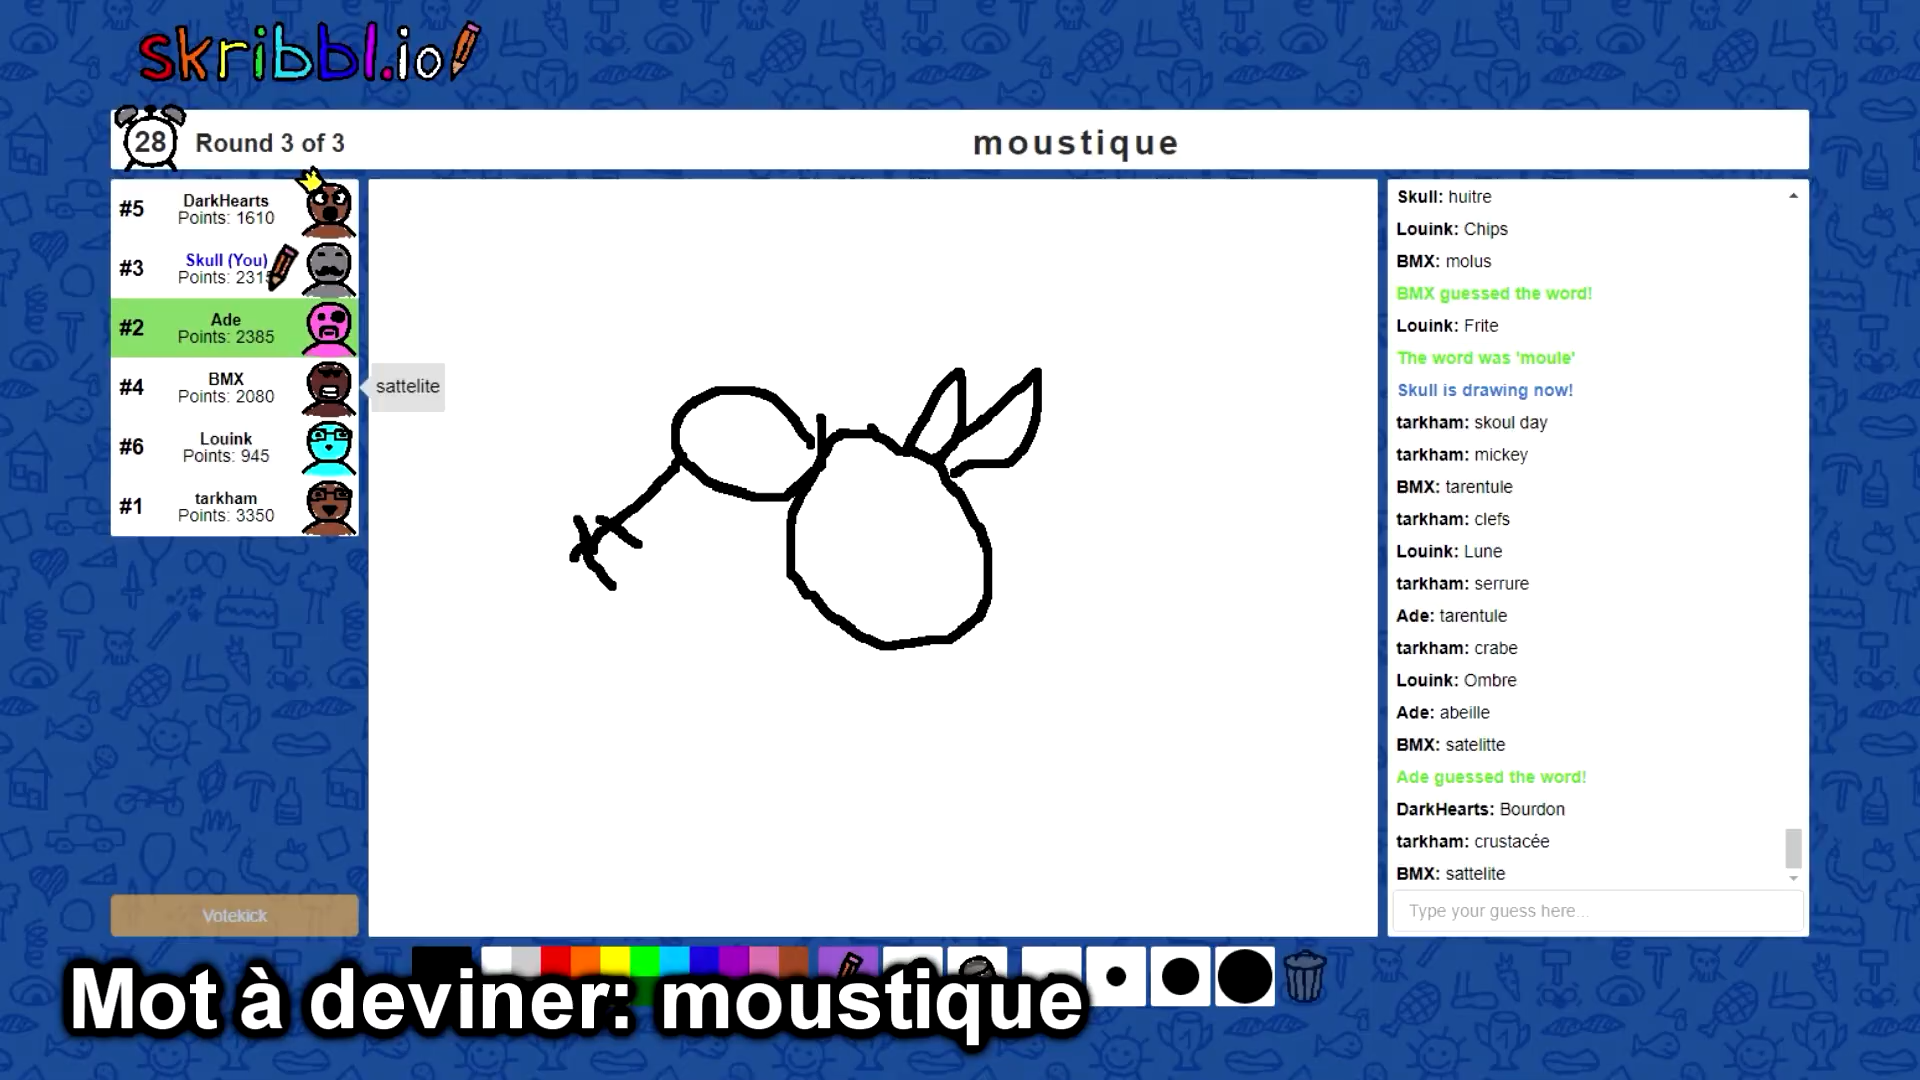 skribbl.io
28
Round 3 of 3
moustique
#5
DarkHearts
Points: 1610
#3
Skull (You)
Points: 2315
#2
Ade
Points: 2385
#4
BMX
Points: 2080
sattelite
#6
Louink
Points: 945
#1
tarkham
Points: 3350
Votekick
Skull: huitre
Louink: Chips
BMX: molus
BMX guessed the word!
Louink: Frite
The word was 'moule'
Skull is drawing now!
tarkham: skoul day
tarkham: mickey
BMX: tarentule
tarkham: clefs
Louink: Lune
tarkham: serrure
Ade: tarentule
tarkham: crabe
Louink: Ombre
Ade: abeille
BMX: satelitte
Ade guessed the word!
DarkHearts: Bourdon
tarkham: crustacée
BMX: sattelite
Type your guess here...
Mot à deviner: moustique